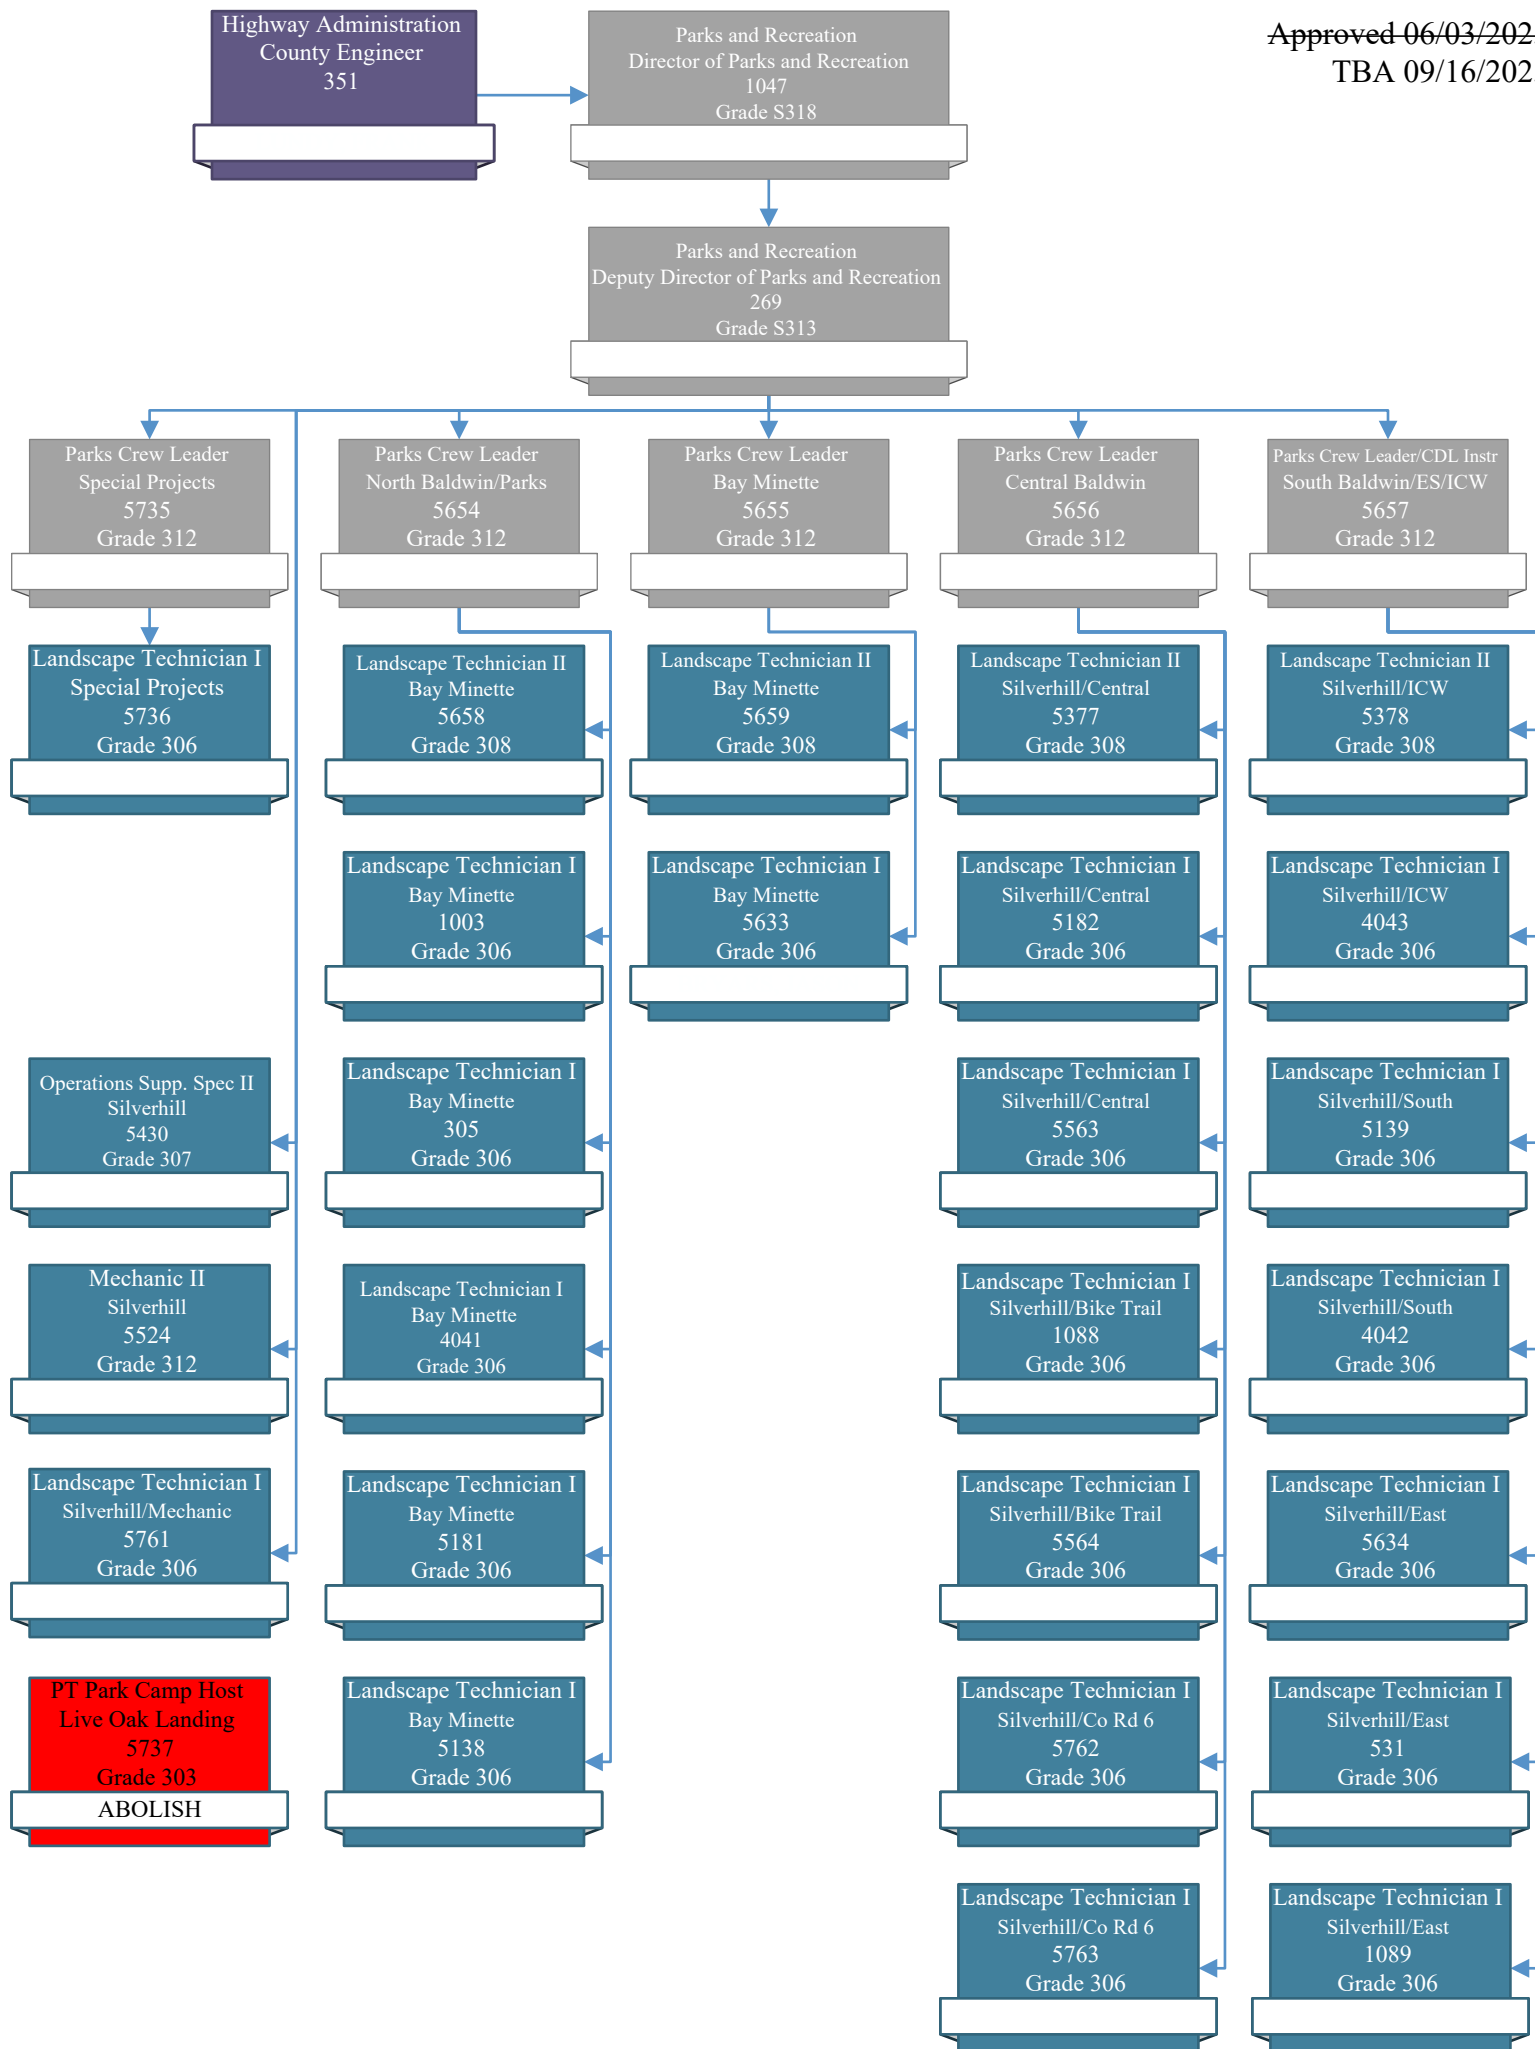 Highway Administration
County Engineer
351
Parks and Recreation
Director of Parks and Recreation
1047
Grade S318
Approved 06/03/202
TBA 09/16/202
Parks and Recreation
Deputy Director of Parks and Recreation
269
Grade S313
Parks Crew Leader
Special Projects
5735
Grade 312
Parks Crew Leader
North Baldwin/Parks
5654
Grade 312
Parks Crew Leader
Bay Minette
5655
Grade 312
Parks Crew Leader
Central Baldwin
5656
Grade 312
Parks Crew Leader/CDL Instr
South Baldwin/ES/ICW
5657
Grade 312
Landscape Technician I
Special Projects
5736
Grade 306
Landscape Technician II
Bay Minette
5658
Grade 308
Landscape Technician II
Bay Minette
5659
Grade 308
Landscape Technician II
Silverhill/Central
5377
Grade 308
Landscape Technician II
Silverhill/ICW
5378
Grade 308
Landscape Technician I
Bay Minette
1003
Grade 306
Landscape Technician I
Bay Minette
5633
Grade 306
Landscape Technician I
Silverhill/Central
5182
Grade 306
Landscape Technician I
Silverhill/ICW
4043
Grade 306
Operations Supp. Spec II
Silverhill
5430
Grade 307
Landscape Technician I
Bay Minette
305
Grade 306
Landscape Technician I
Silverhill/Central
5563
Grade 306
Landscape Technician I
Silverhill/South
5139
Grade 306
Mechanic II
Silverhill
5524
Grade 312
Landscape Technician I
Bay Minette
4041
Grade 306
Landscape Technician I
Silverhill/Bike Trail
1088
Grade 306
Landscape Technician I
Silverhill/South
4042
Grade 306
Landscape Technician I
Silverhill/Mechanic
5761
Grade 306
Landscape Technician I
Bay Minette
5181
Grade 306
Landscape Technician I
Silverhill/Bike Trail
5564
Grade 306
Landscape Technician I
Silverhill/East
5634
Grade 306
PT Park Camp Host
Live Oak Landing
5737
Grade 303
ABOLISH
Landscape Technician I
Bay Minette
5138
Grade 306
Landscape Technician I
Silverhill/Co Rd 6
5762
Grade 306
Landscape Technician I
Silverhill/East
531
Grade 306
Landscape Technician I
Silverhill/Co Rd 6
5763
Grade 306
Landscape Technician I
Silverhill/East
1089
Grade 306